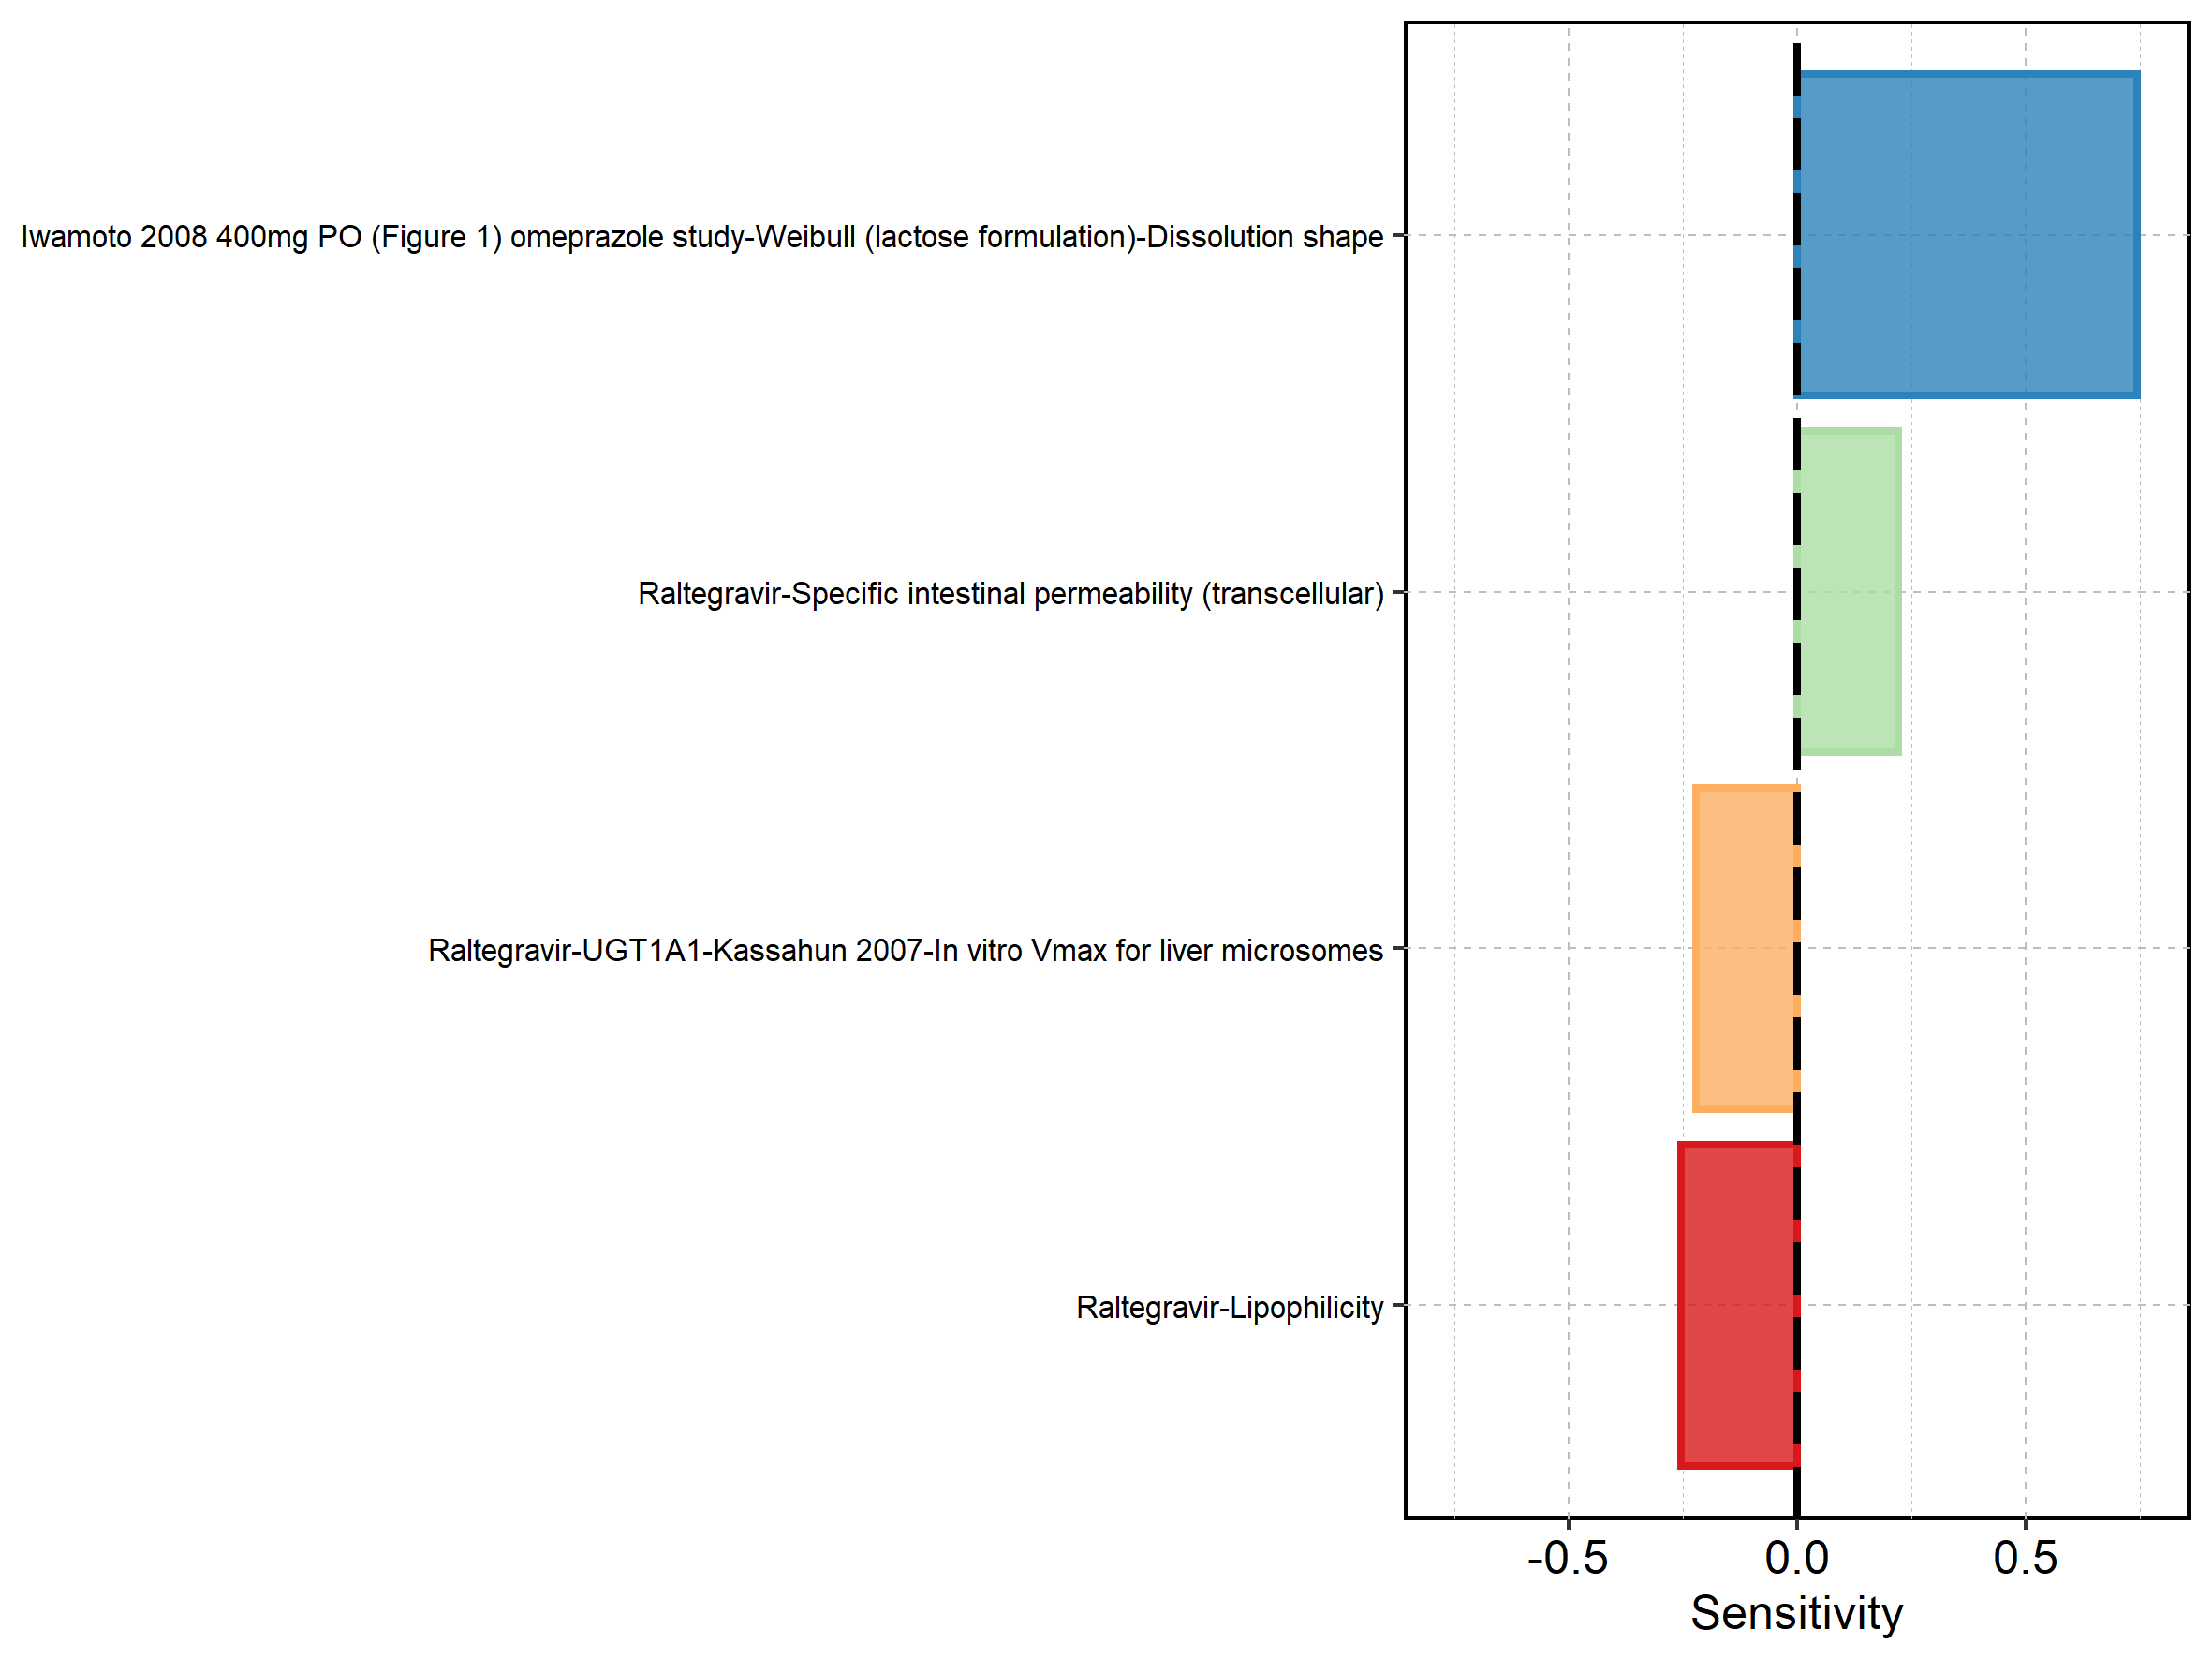 Iwamoto 2008 400mg PO (Figure 1) omeprazole study-Weibull (lactose formulation)-Dissolution shape
Raltegravir-Specific intestinal permeability (transcellular)
Raltegravir-UGT1A1-Kassahun 2007-In vitro Vmax for liver microsomes
Raltegravir-Lipophilicity
-0.5 0.0 0.5
Sensitivity